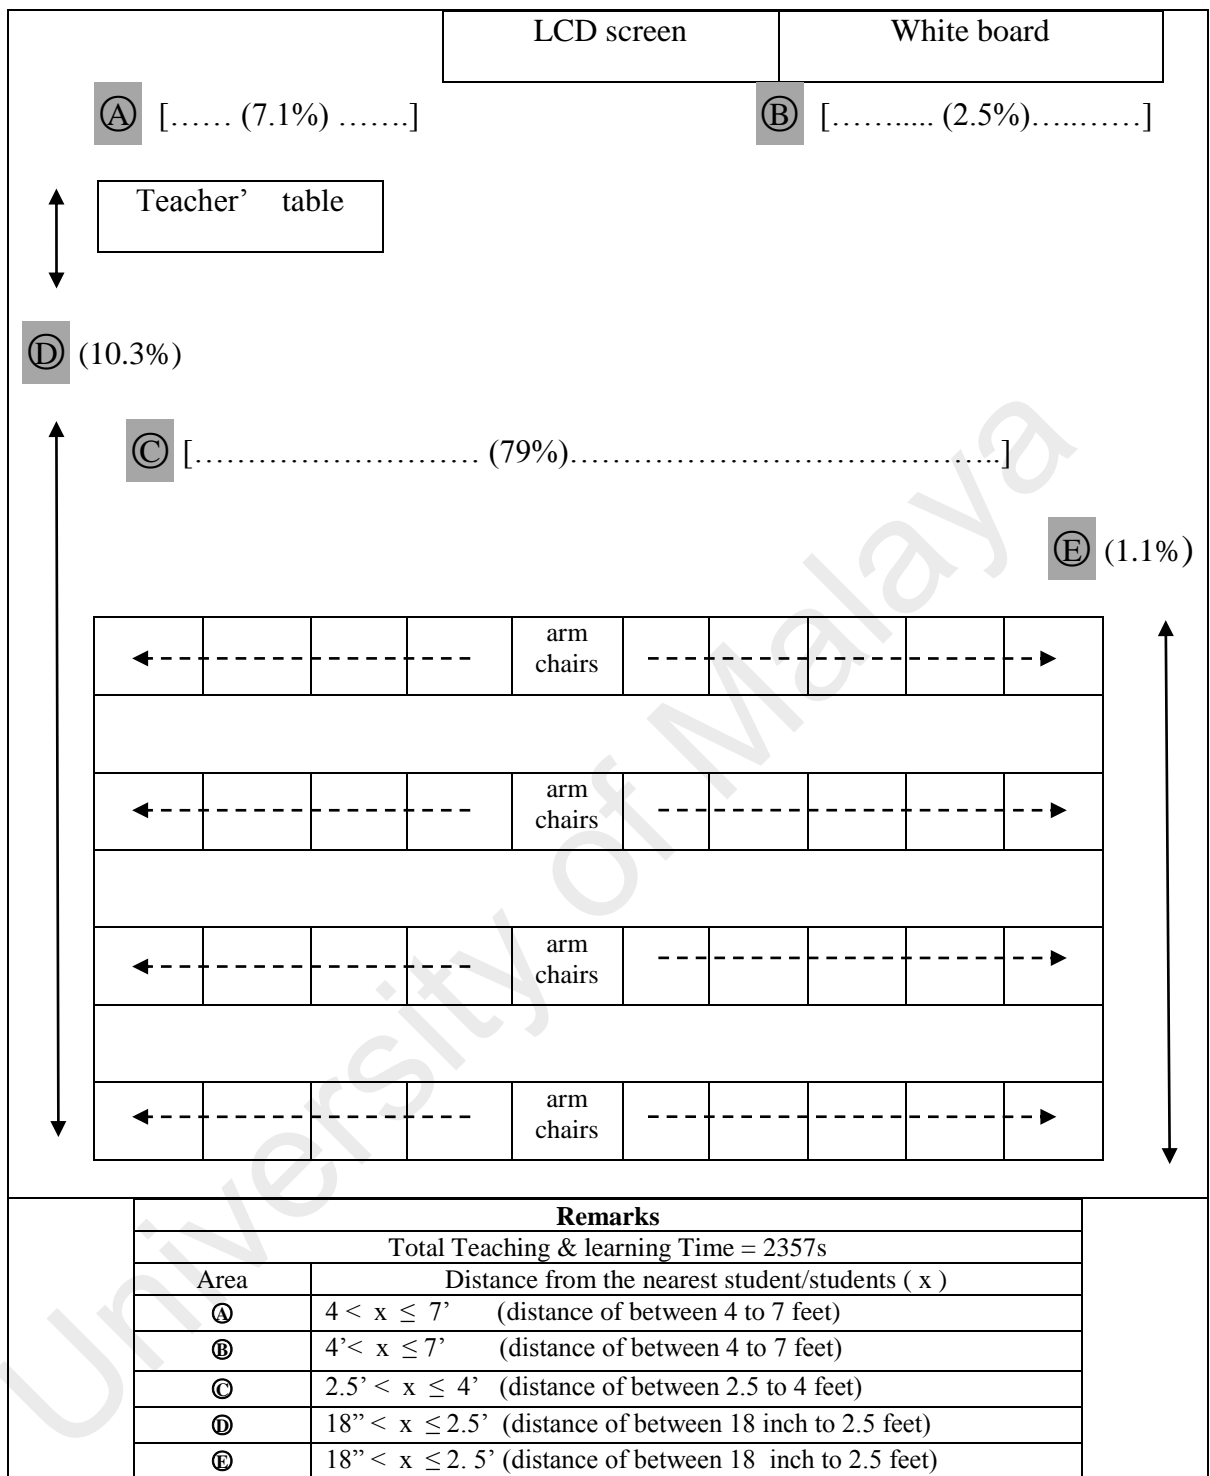 LCD screen White board
Ⓐ […… (7.1%) …….] Ⓑ [……..... (2.5%)…..……]
Teacher’ table
Ⓓ (10.3%)
Ⓒ [……………………… (79%)…………………………………..]
Ⓔ (1.1%)
arm
chairs
arm
chairs
arm
chairs
arm
chairs
University of Malaya
Remarks
Total Teaching & learning Time = 2357s
Area Distance from the nearest student/students ( x )
Ⓐ 4 < x ≤ 7’ (distance of between 4 to 7 feet)
Ⓑ 4’< x ≤ 7’ (distance of between 4 to 7 feet)
Ⓒ 2.5’ < x ≤ 4’ (distance of between 2.5 to 4 feet)
Ⓓ 18” < x ≤ 2.5’ (distance of between 18 inch to 2.5 feet)
Ⓔ 18” < x ≤ 2. 5’ (distance of between 18 inch to 2.5 feet)